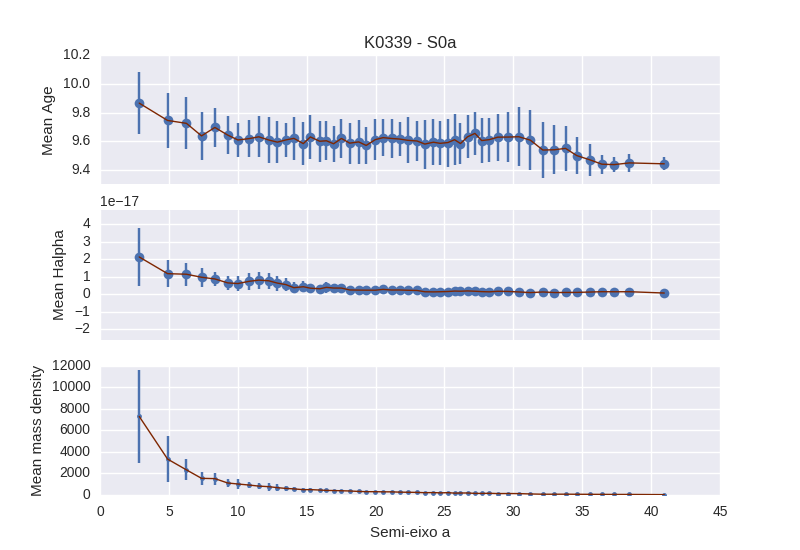 K0339 - S0a
10.2
10.0
9.8
9.6
9.4
Mean Age
1e−17
4
3
2
1
0
−1
−2
Mean Halpha
12000
10000
8000
6000
4000
2000
0
Mean mass density
0 5 10 15 20 25 30 35 40 45
Semi-eixo a